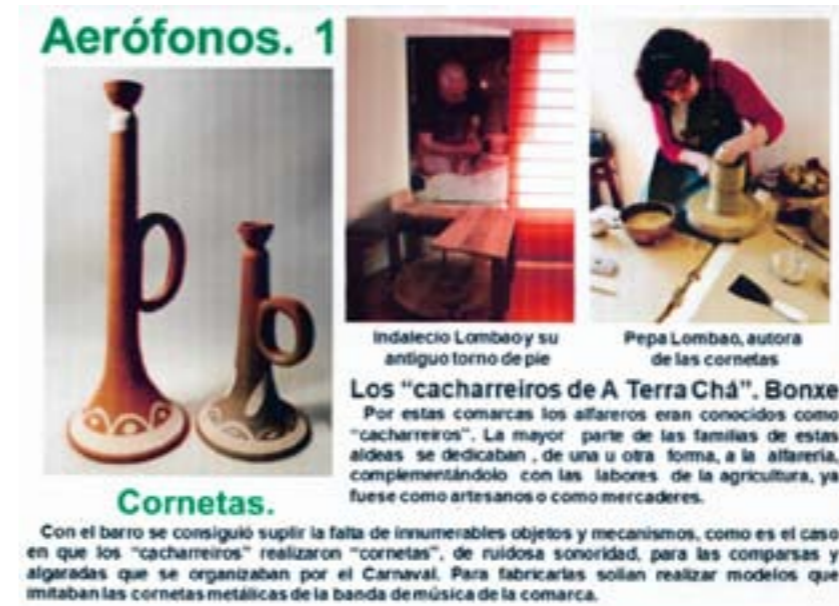 Aerófonos. 1
Indalecio Lombao y su
antiguo torno de pie
Pepa Lombao, autora
de las cornetas
Los "cacharreiros de A Terra Chá". Bonxe
Por estas comarcas los alfareros eran conocidos como
"cacharreiros". La mayor parte de las familias de estas
aldeas se dedicaban , de una u otra forma, a la alfarería,
complementándolo con las labores de la agricultura, ya
fuese como artesanos o como mercaderes.
Cornetas.
Con el barro se consiguió suplir la falta de innumerables objetos y mecanismos, como es el caso
en que los "cacharreiros" realizaron "cornetas", de ruidosa sonoridad, para las comparsas y
algaradas que se organizaban por el Carnaval. Para fabricarlas solían realizar modelos que
imitaban las cornetas metálicas de la banda de música de la comarca.